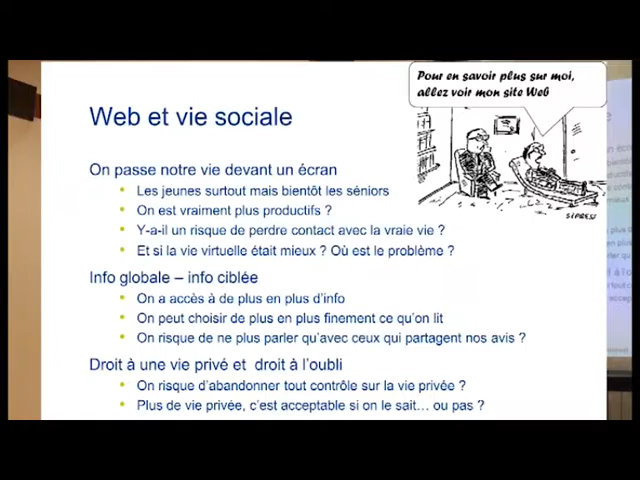 Pour en savoir plus sur moi,
allez voir mon site Web
SIPRESS
Web et vie sociale
On passe notre vie devant un écran
• Les jeunes surtout mais bientôt les séniors
• On est vraiment plus productifs ?
• Y-a-il un risque de perdre contact avec la vraie vie ?
• Et si la vie virtuelle était mieux ? Où est le problème ?
Info globale – info ciblée
• On a accès à de plus en plus d'info
• On peut choisir de plus en plus finement ce qu'on lit
• On risque de ne plus parler qu'avec ceux qui partagent nos avis ?
Droit à une vie privé et droit à l'oubli
• On risque d'abandonner tout contrôle sur la vie privée ?
• Plus de vie privée, c'est acceptable si on le sait… ou pas ?